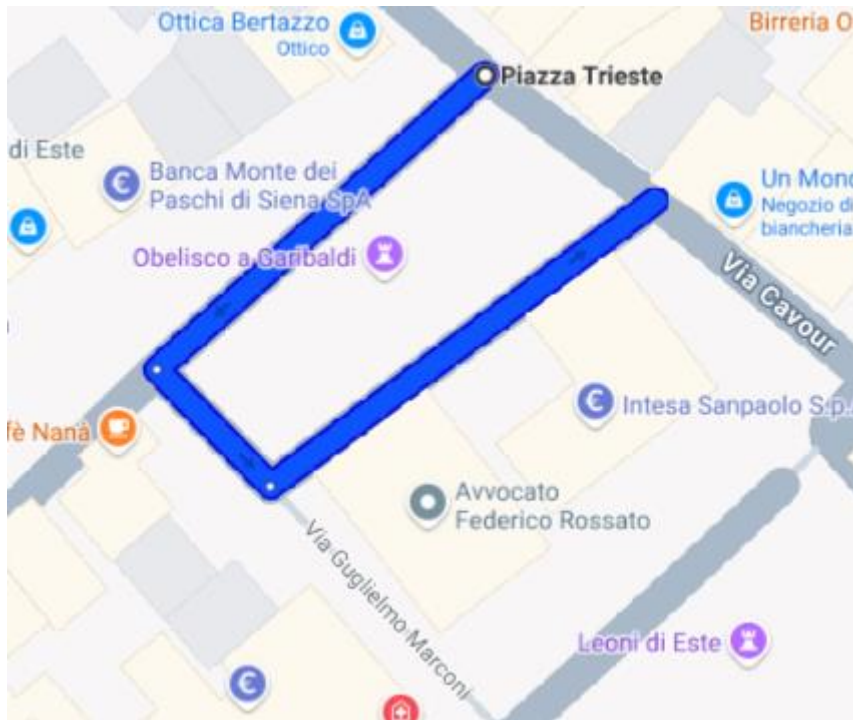 Ottica Bertazzo
Ottico
Birreria O
Piazza Trieste
di Este
Banca Monte dei
Paschi di Siena SpA
Un Mond
Negozio di
biancheria
Obelisco a Garibaldi
Via Cavour
Intesa Sanpaolo S.p.
fè Nanà
Avvocato
Federico Rossato
Via Guglielmo Marconi
Leoni di Este